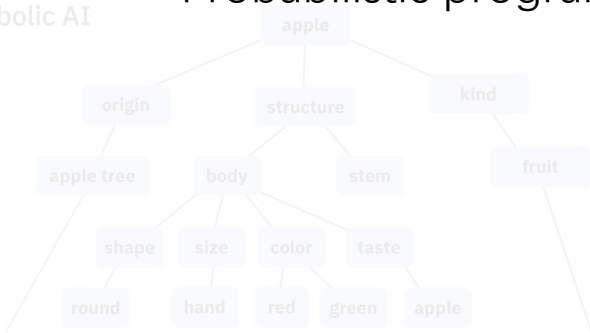 bolic AI
Probabilistic progra
apple
origin
structure
kind
apple tree
body
stem
fruit
shape
size
color
taste
round
hand
red
green
apple